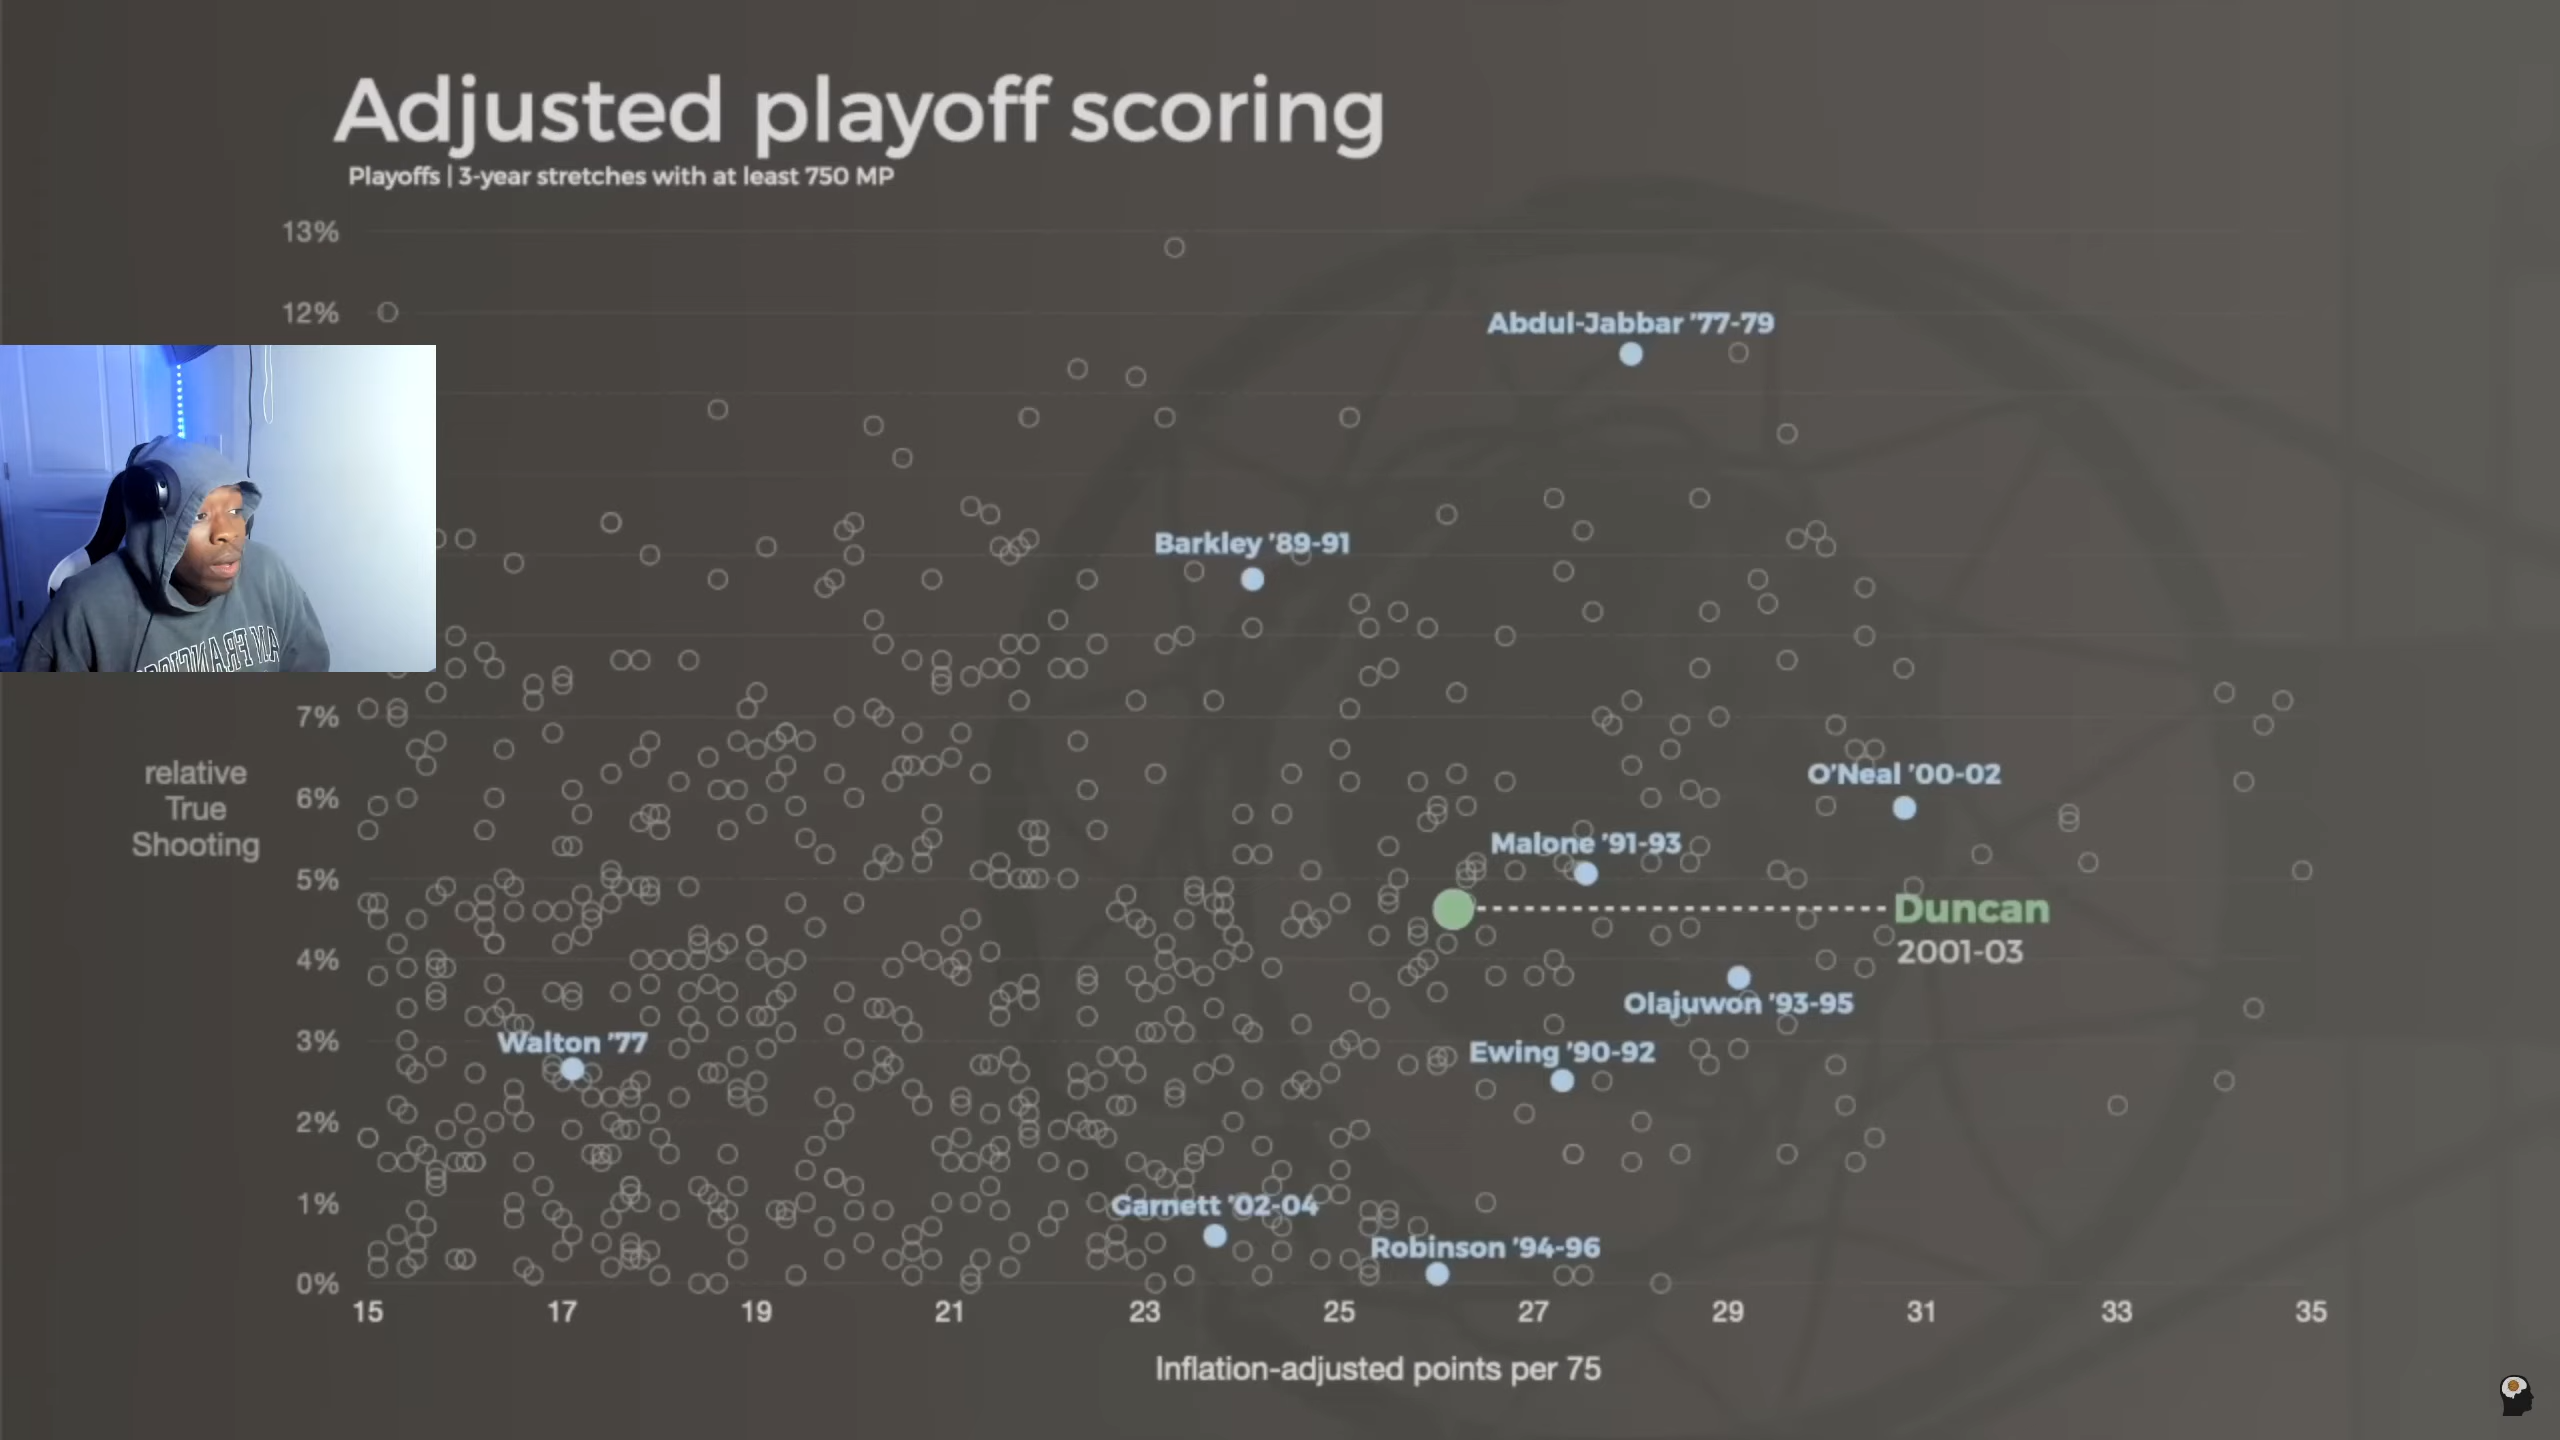 Adjusted playoff scoring
Playoffs | 3-year stretches with at least 750 MP
13%
12%
Abdul-Jabbar '77-79
Barkley '89-91
7%
relative
True
Shooting
6%
O'Neal '00-02
Malone '91-93
5%
Duncan
2001-03
4%
Olajuwon '93-95
3%
Walton '77
Ewing '90-92
2%
1%
Garnett '02-04
Robinson '94-96
0%
15 17 19 21 23 25 27 29 31 33 35
Inflation-adjusted points per 75